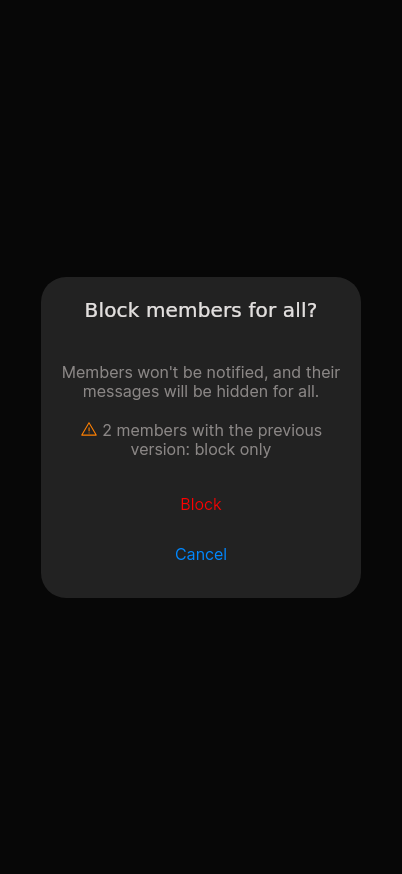 Block members for all?
Members won't be notified, and their
messages will be hidden for all.
2 members with the previous
version: block only
Block
Cancel